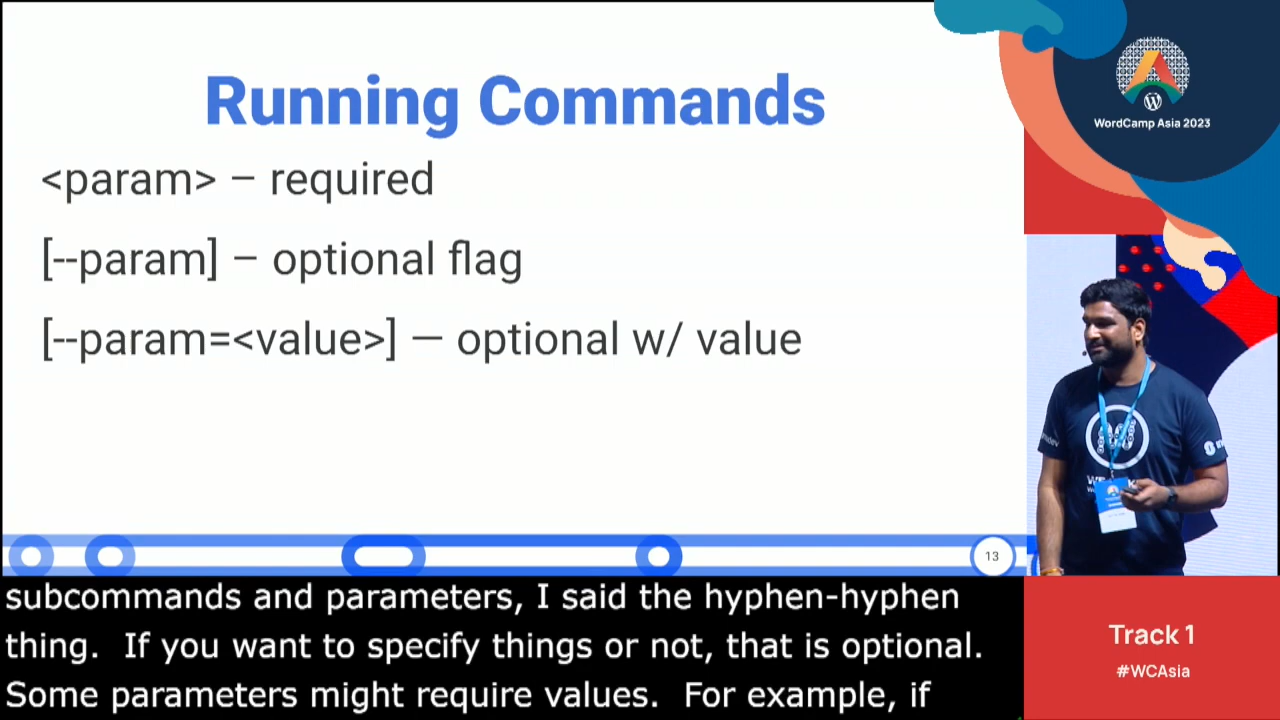 Running Commands
<param> – required
[--param] – optional flag
[--param=<value>] — optional w/ value
13
subcommands and parameters, I said the hyphen-hyphen
thing.  If you want to specify things or not, that is optional.
Some parameters might require values.  For example, if
WordCamp Asia 2023
Track 1
#WCAsia